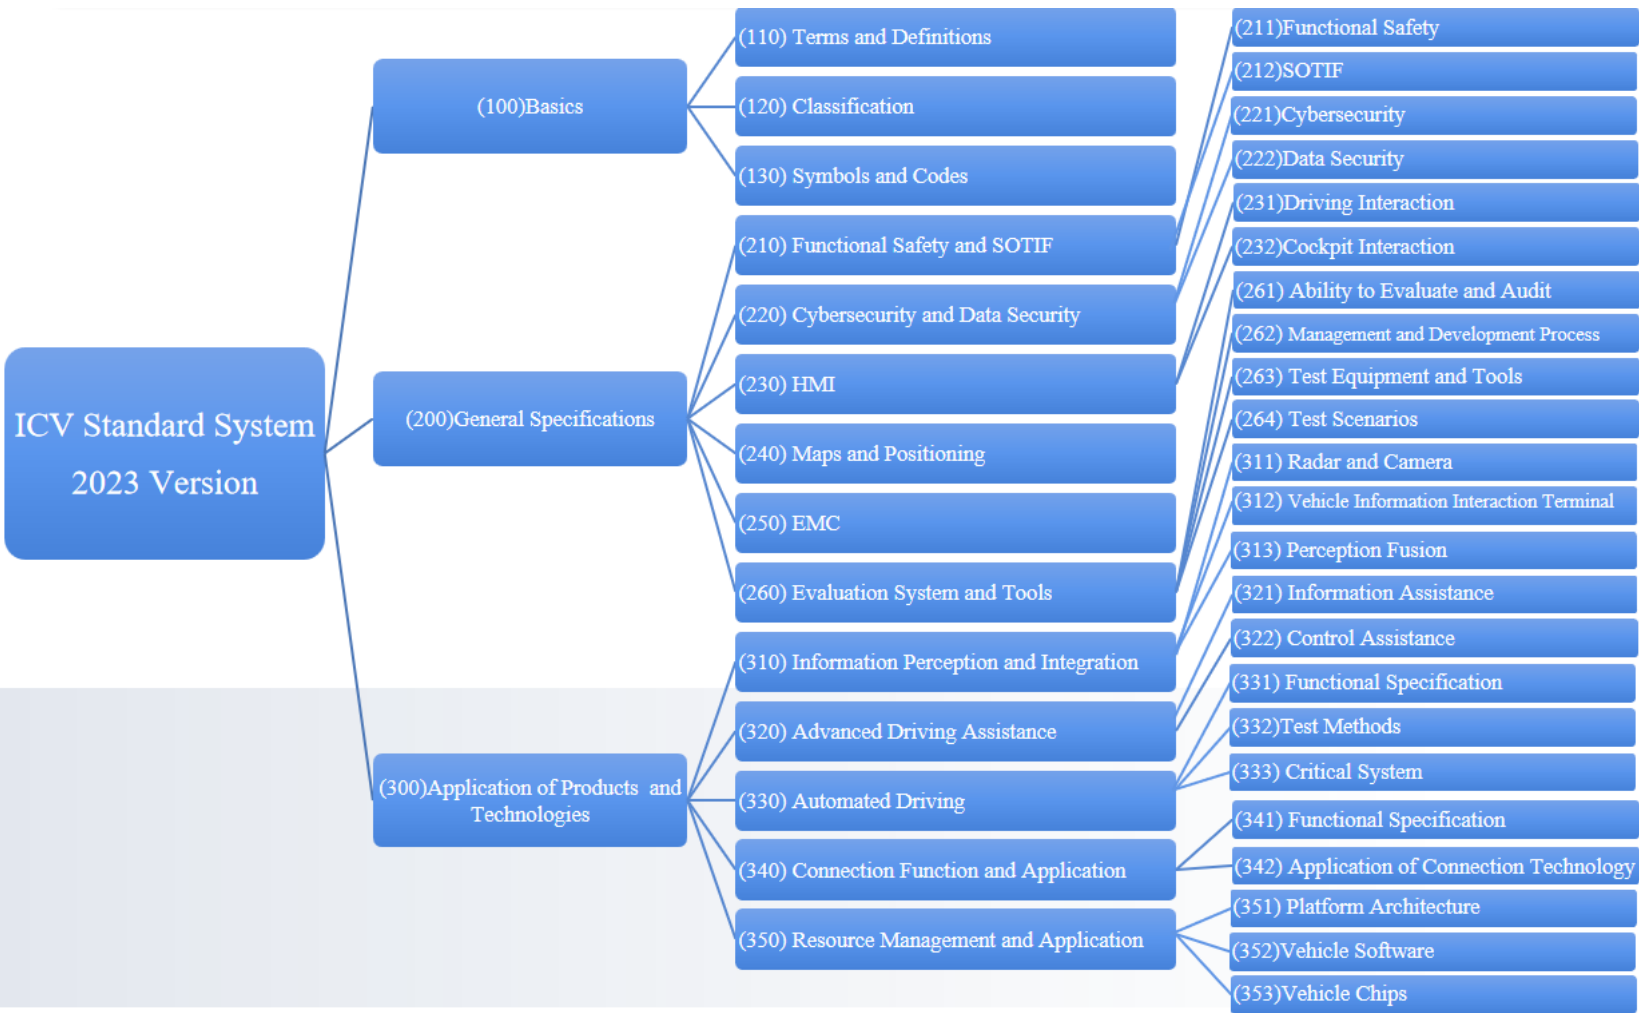 ICV Standard System
2023 Version
(100)Basics
(200)General Specifications
(300)Application of Products and
Technologies
(110) Terms and Definitions
(120) Classification
(130) Symbols and Codes
(210) Functional Safety and SOTIF
(220) Cybersecurity and Data Security
(230) HMI
(240) Maps and Positioning
(250) EMC
(260) Evaluation System and Tools
(310) Information Perception and Integration
(320) Advanced Driving Assistance
(330) Automated Driving
(340) Connection Function and Application
(350) Resource Management and Application
(211)Functional Safety
(212)SOTIF
(221)Cybersecurity
(222)Data Security
(231)Driving Interaction
(232)Cockpit Interaction
(261) Ability to Evaluate and Audit
(262) Management and Development Process
(263) Test Equipment and Tools
(264) Test Scenarios
(311) Radar and Camera
(312) Vehicle Information Interaction Terminal
(313) Perception Fusion
(321) Information Assistance
(322) Control Assistance
(331) Functional Specification
(332)Test Methods
(333) Critical System
(341) Functional Specification
(342) Application of Connection Technology
(351) Platform Architecture
(352)Vehicle Software
(353)Vehicle Chips